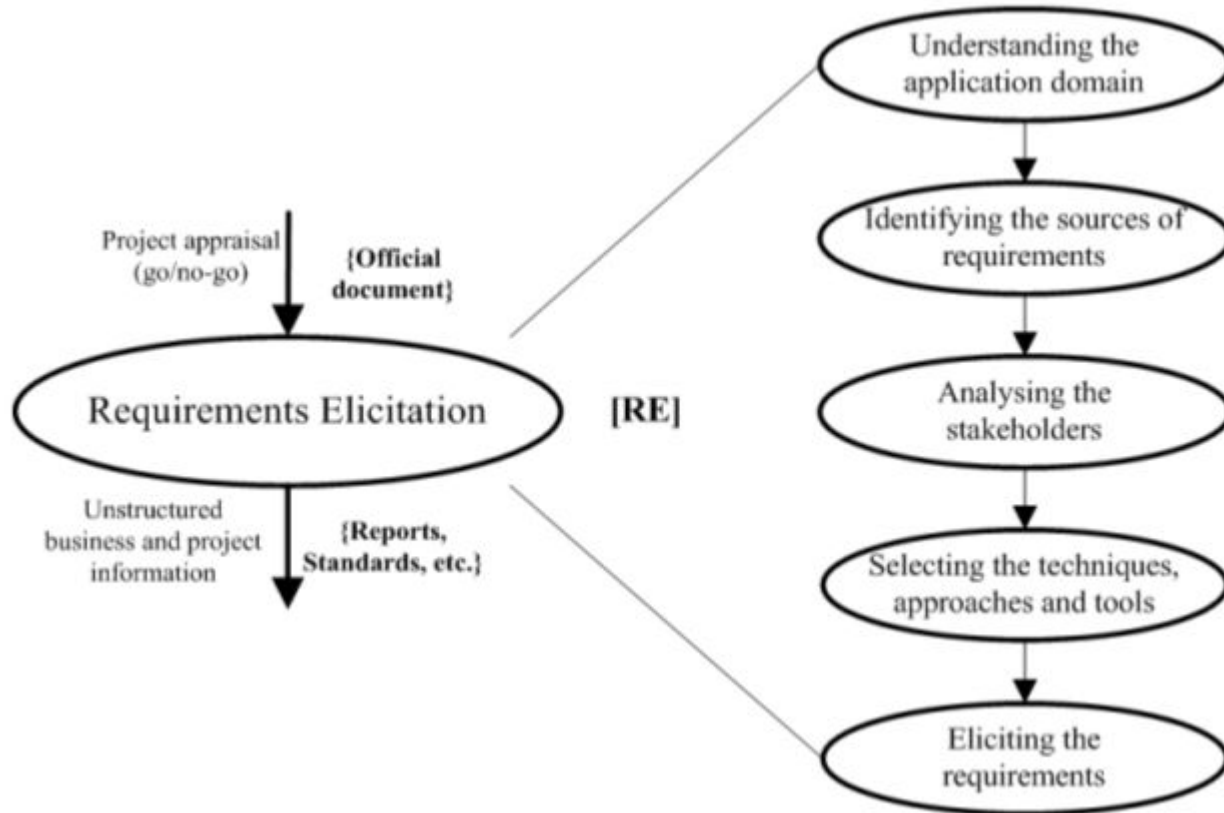 Understanding the
application domain
Identifying the sources of
requirements
Project appraisal
(go/no-go)
{Official
document}
Requirements Elicitation
[RE]
Analysing the
stakeholders
Unstructured
business and project
information
{Reports,
Standards, etc.}
Selecting the techniques,
approaches and tools
Eliciting the
requirements